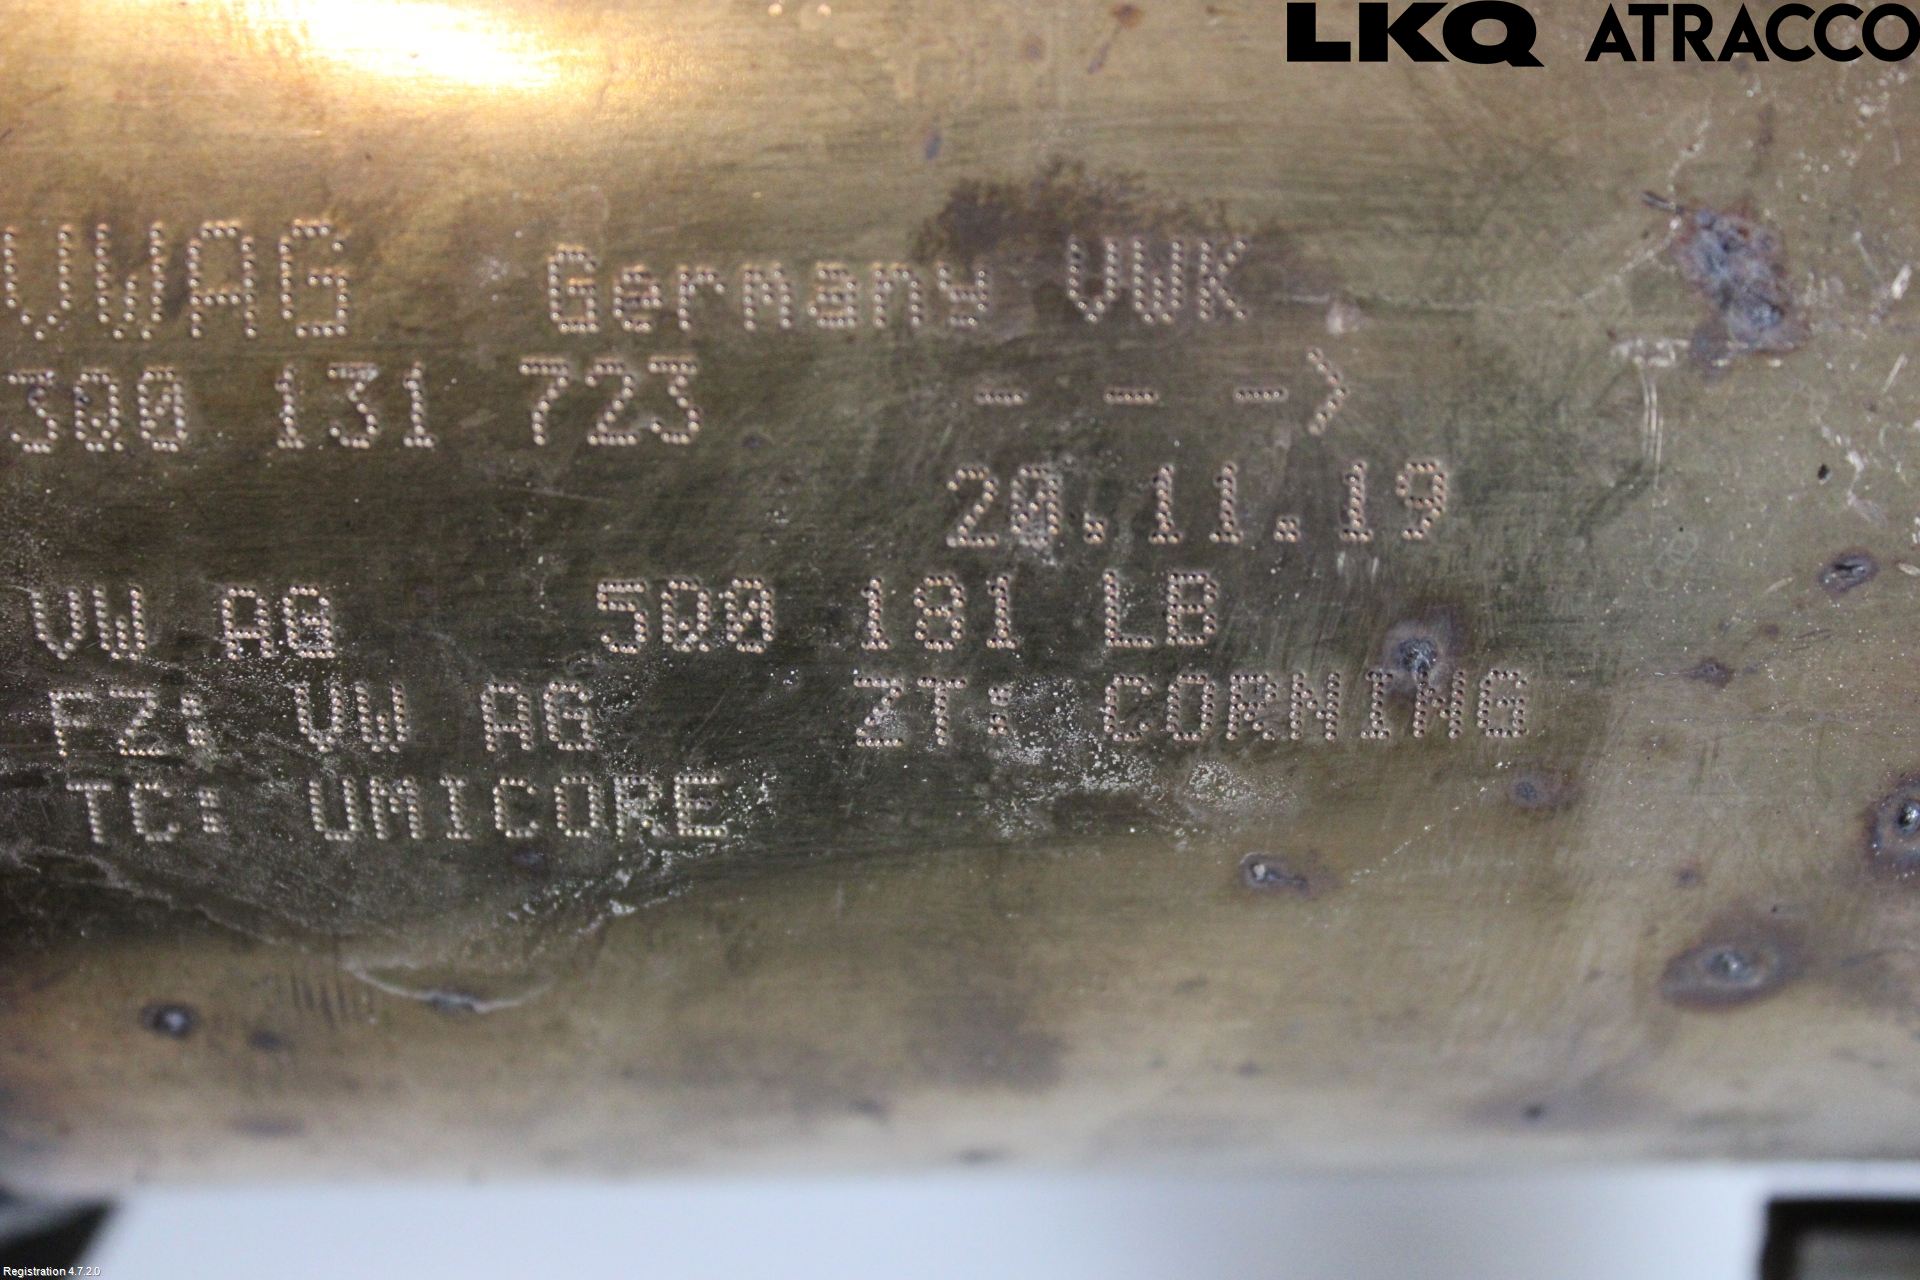 LKQ ATRACCO
VWAG Germany VWK
3Q0 131 723 - - ->
20.11.19
VW AG 5Q0 181 LB
FZ: VW AG ZT: CORNING
TC: UMICORE
Registration 4.7.2.0